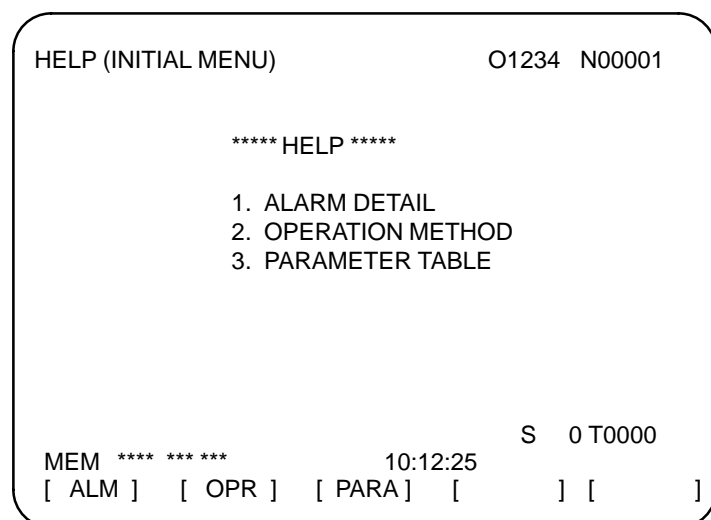 HELP (INITIAL MENU) O1234 N00001
***** HELP *****
1. ALARM DETAIL
2. OPERATION METHOD
3. PARAMETER TABLE
S 0 T0000
MEM **** *** *** 10:12:25
[ ALM ] [ OPR ] [ PARA ] [ ] [ ]